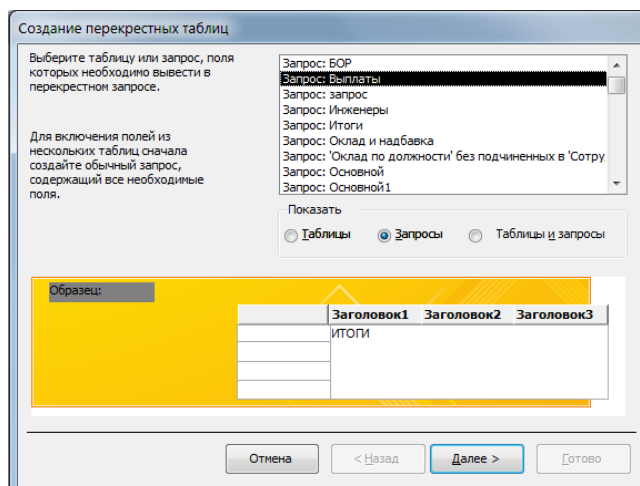 Создание перекрестных таблиц
Выберите таблицу или запрос, поля
которых необходимо вывести в
перекрестном запросе.
Для включения полей из
нескольких таблиц сначала
создайте обычный запрос,
содержащий все необходимые
поля.
Запрос: БОР
Запрос: Выплаты
Запрос: запрос
Запрос: Инженеры
Запрос: Итоги
Запрос: Оклад и надбавка
Запрос: 'Оклад по должности' без подчиненных в 'Сотру
Запрос: Основной
Запрос: Основной1
Показать
Таблицы Запросы Таблицы и запросы
Образец:
Заголовок1 Заголовок2 Заголовок3
ИТОГИ
Отмена < Назад Далее > Готово